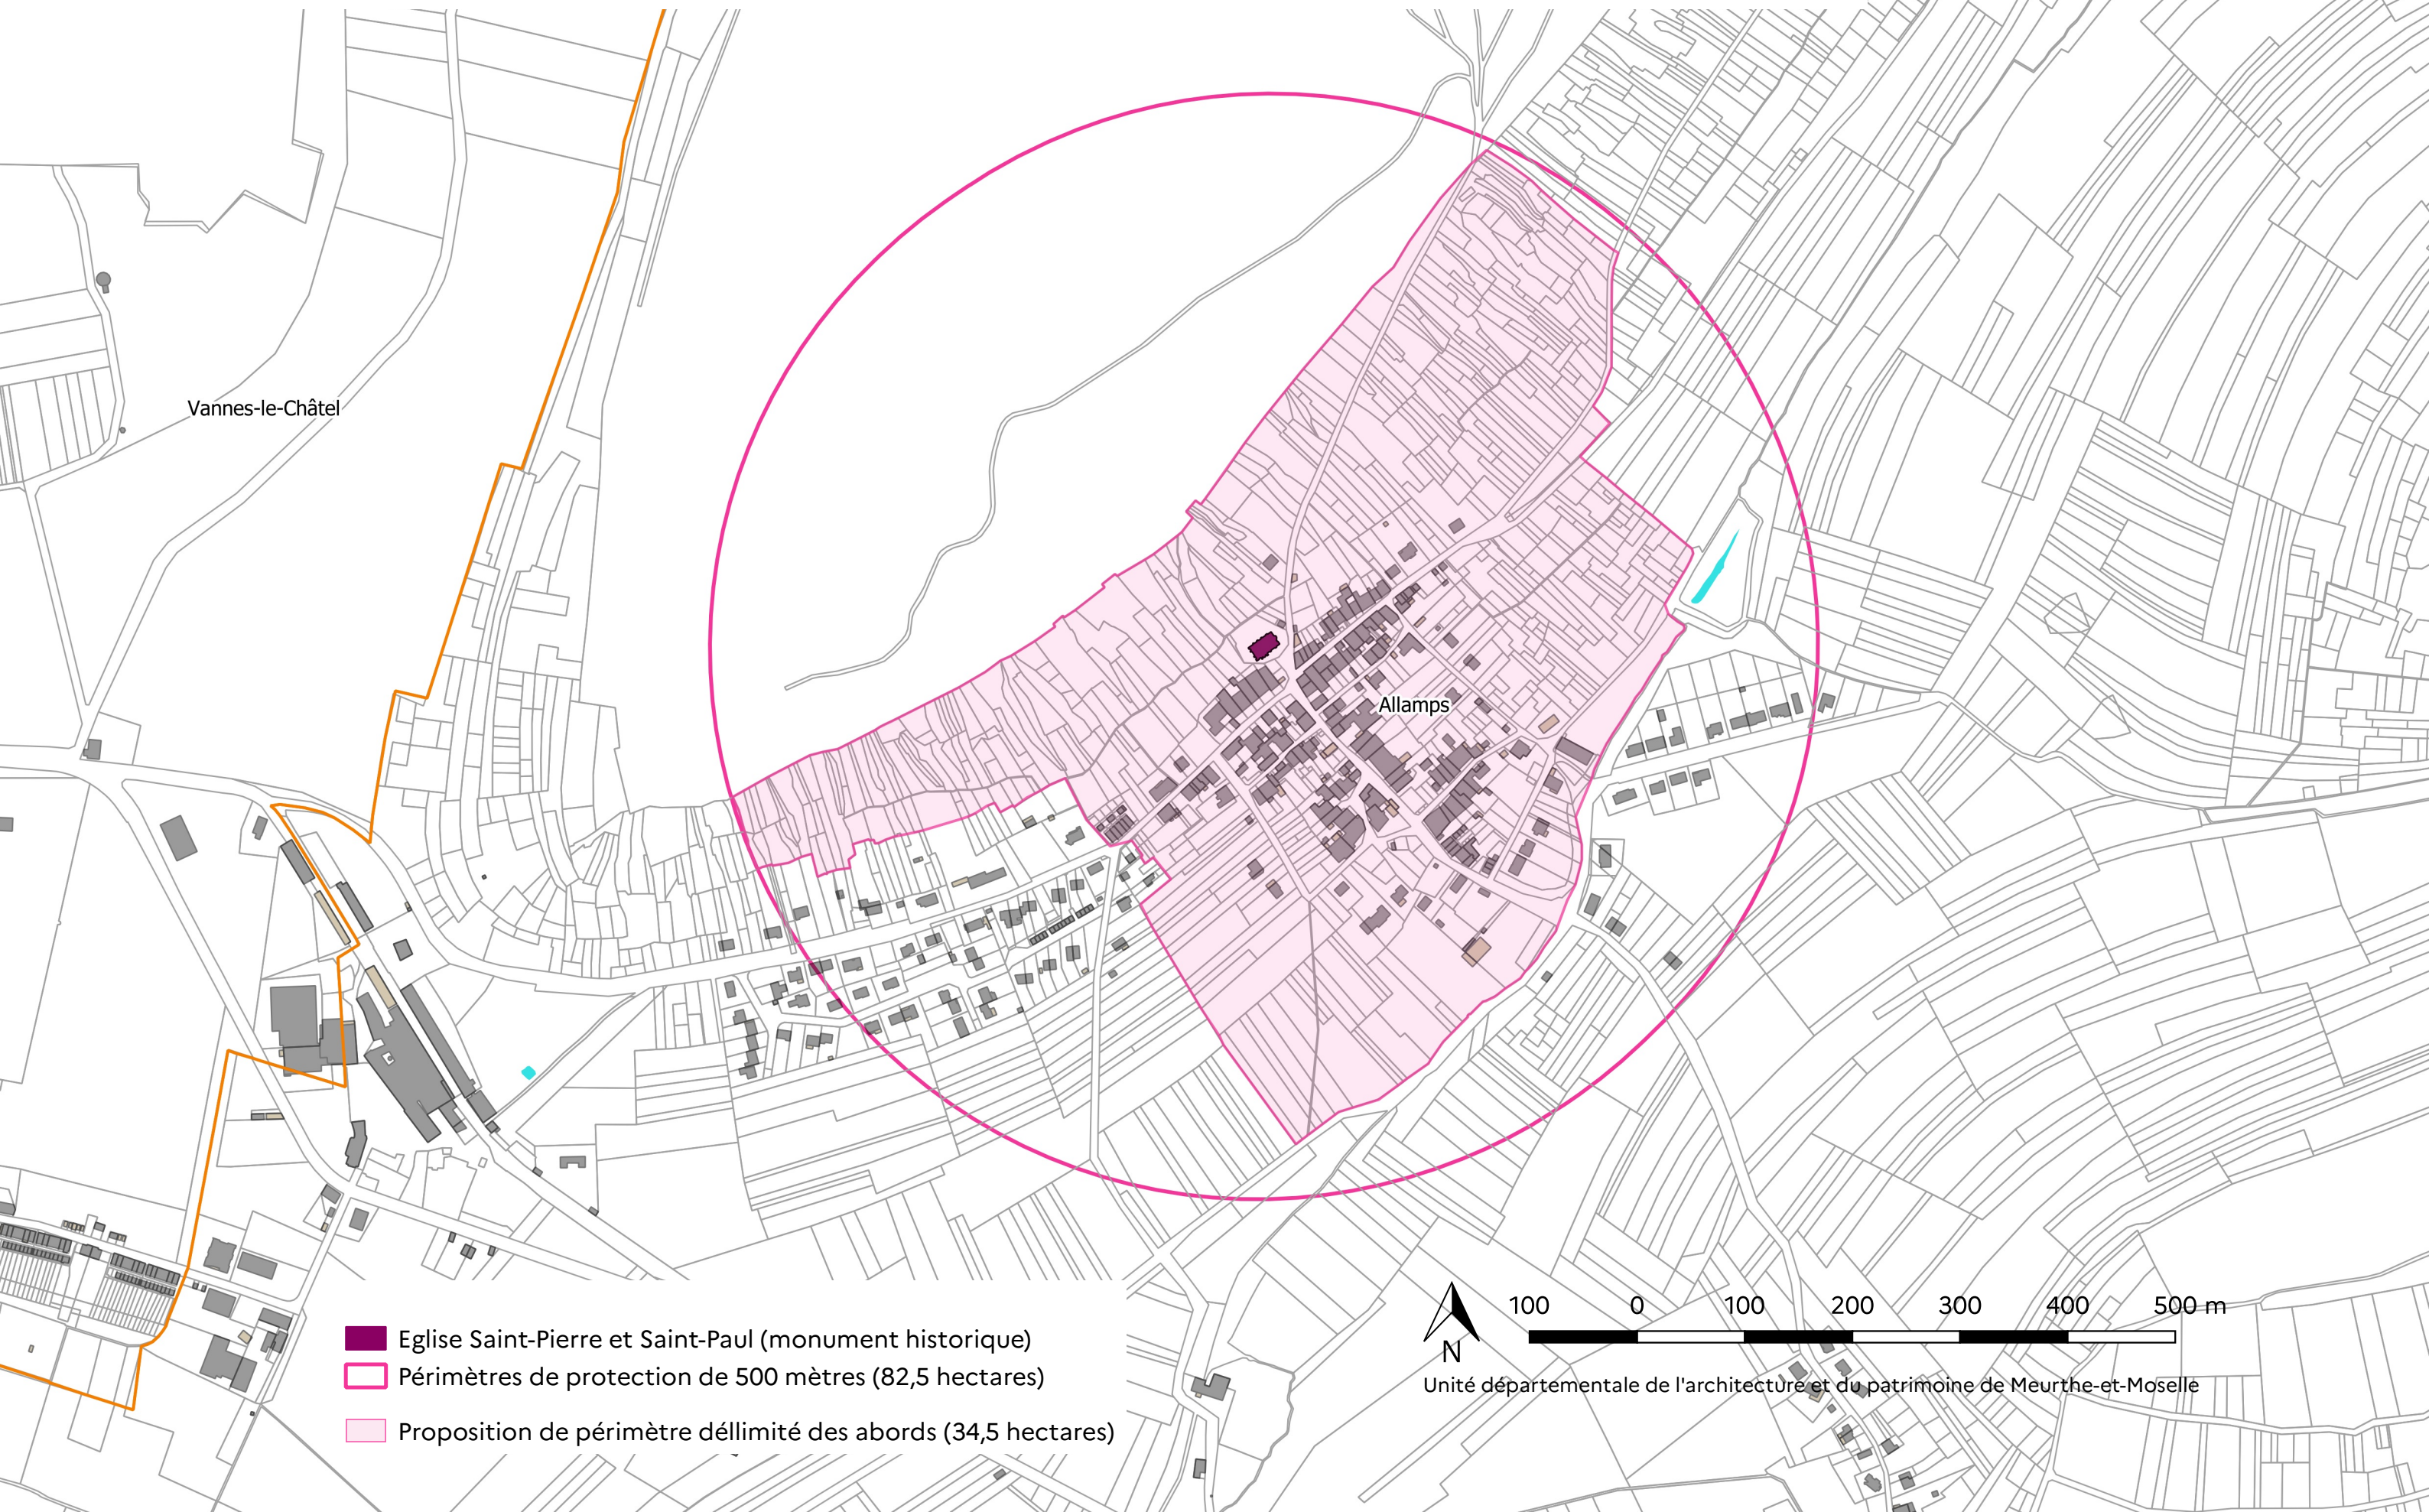 Vannes-le-Châtel
Allamps
Eglise Saint-Pierre et Saint-Paul (monument historique)
Périmètres de protection de 500 mètres (82,5 hectares)
Proposition de périmètre déllimité des abords (34,5 hectares)
N
100 0 100 200 300 400 500 m
Unité départementale de l'architecture et du patrimoine de Meurthe-et-Moselle